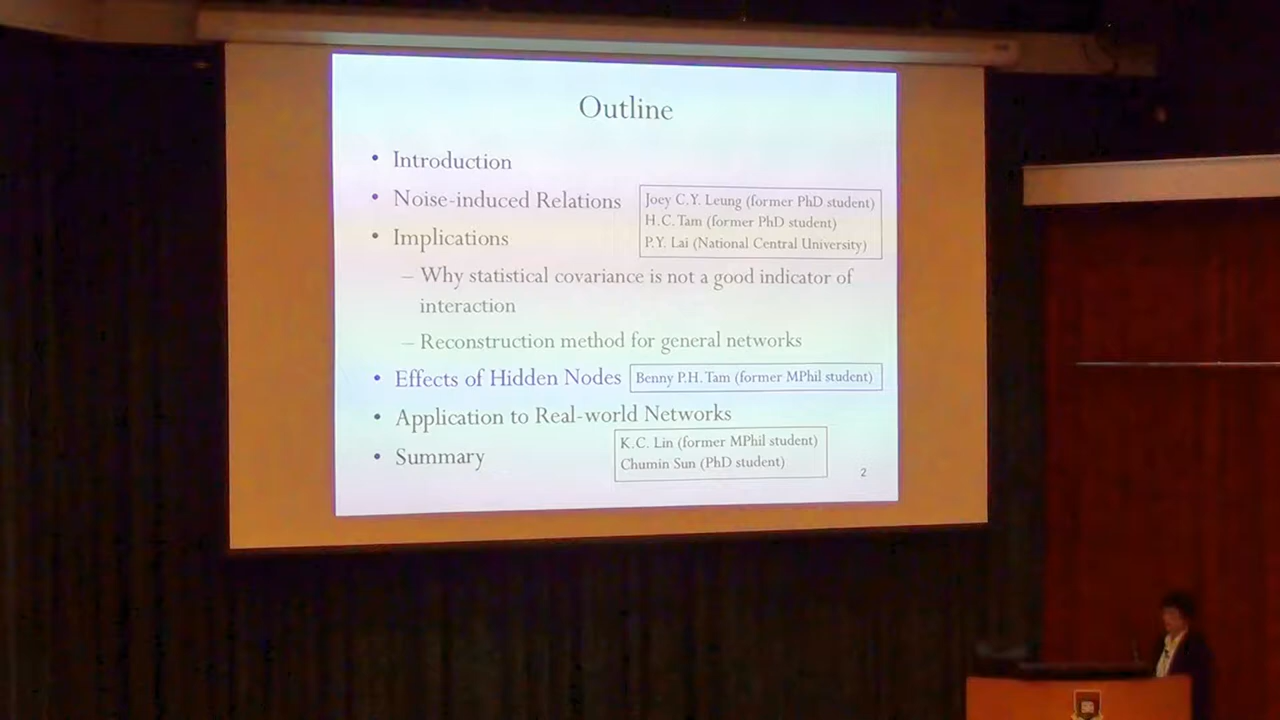 Outline
• Introduction
• Noise-induced Relations
Joey C.Y. Leung (former PhD student)
H.C. Tam (former PhD student)
P.Y. Lai (National Central University)
• Implications
– Why statistical covariance is not a good indicator of
interaction
– Reconstruction method for general networks
• Effects of Hidden Nodes
Benny P.H. Tam (former MPhil student)
• Application to Real-world Networks
K.C. Lin (former MPhil student)
Chumin Sun (PhD student)
• Summary
2